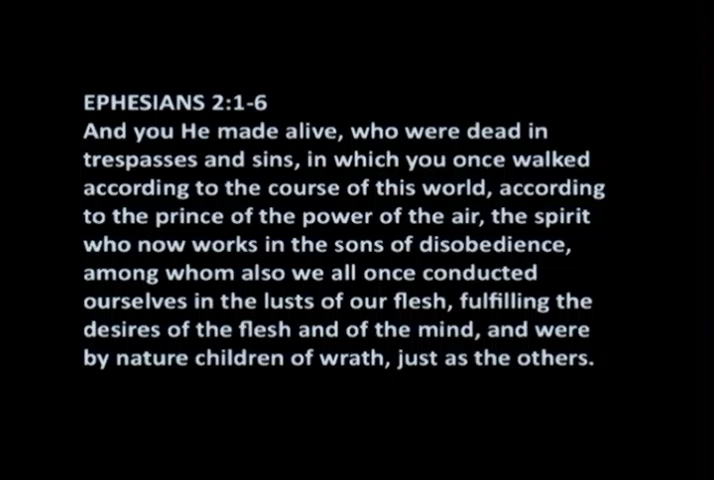 EPHESIANS 2:1-6
And you He made alive, who were dead in
trespasses and sins, in which you once walked
according to the course of this world, according
to the prince of the power of the air, the spirit
who now works in the sons of disobedience,
among whom also we all once conducted
ourselves in the lusts of our flesh, fulfilling the
desires of the flesh and of the mind, and were
by nature children of wrath, just as the others.